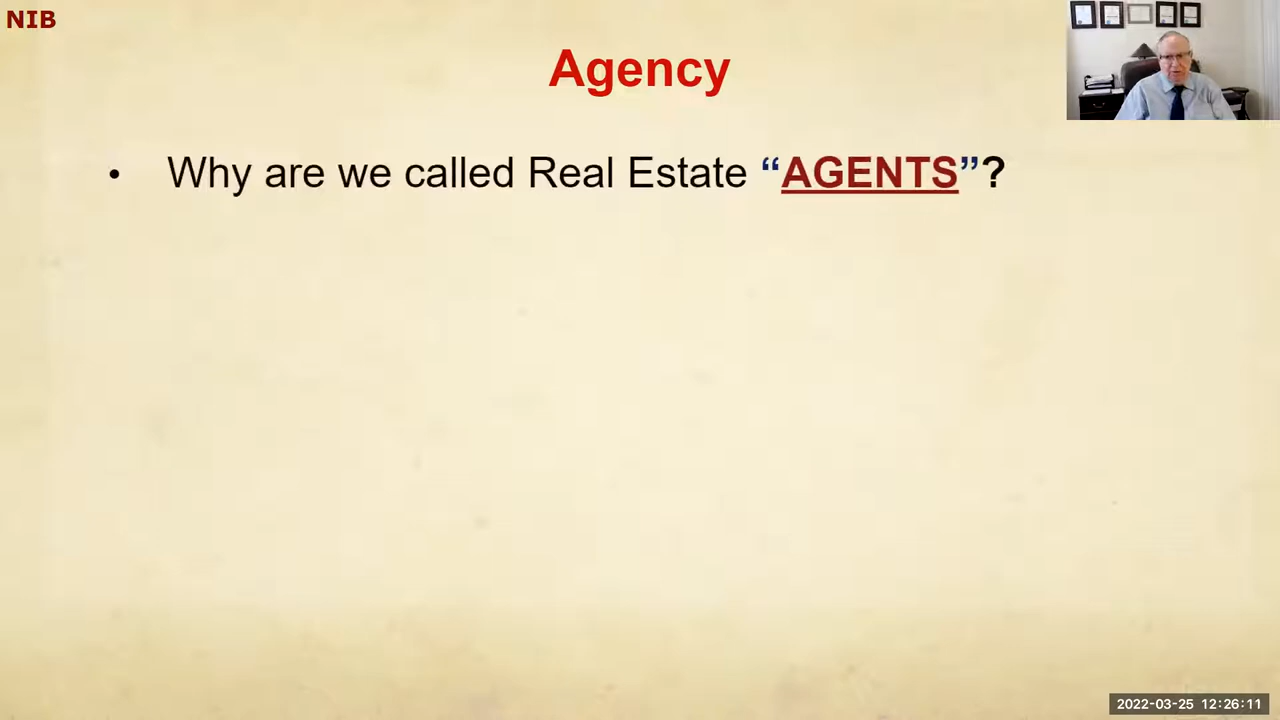 NIB
Agency
• Why are we called Real Estate “AGENTS”?
2022-03-25 12:26:11